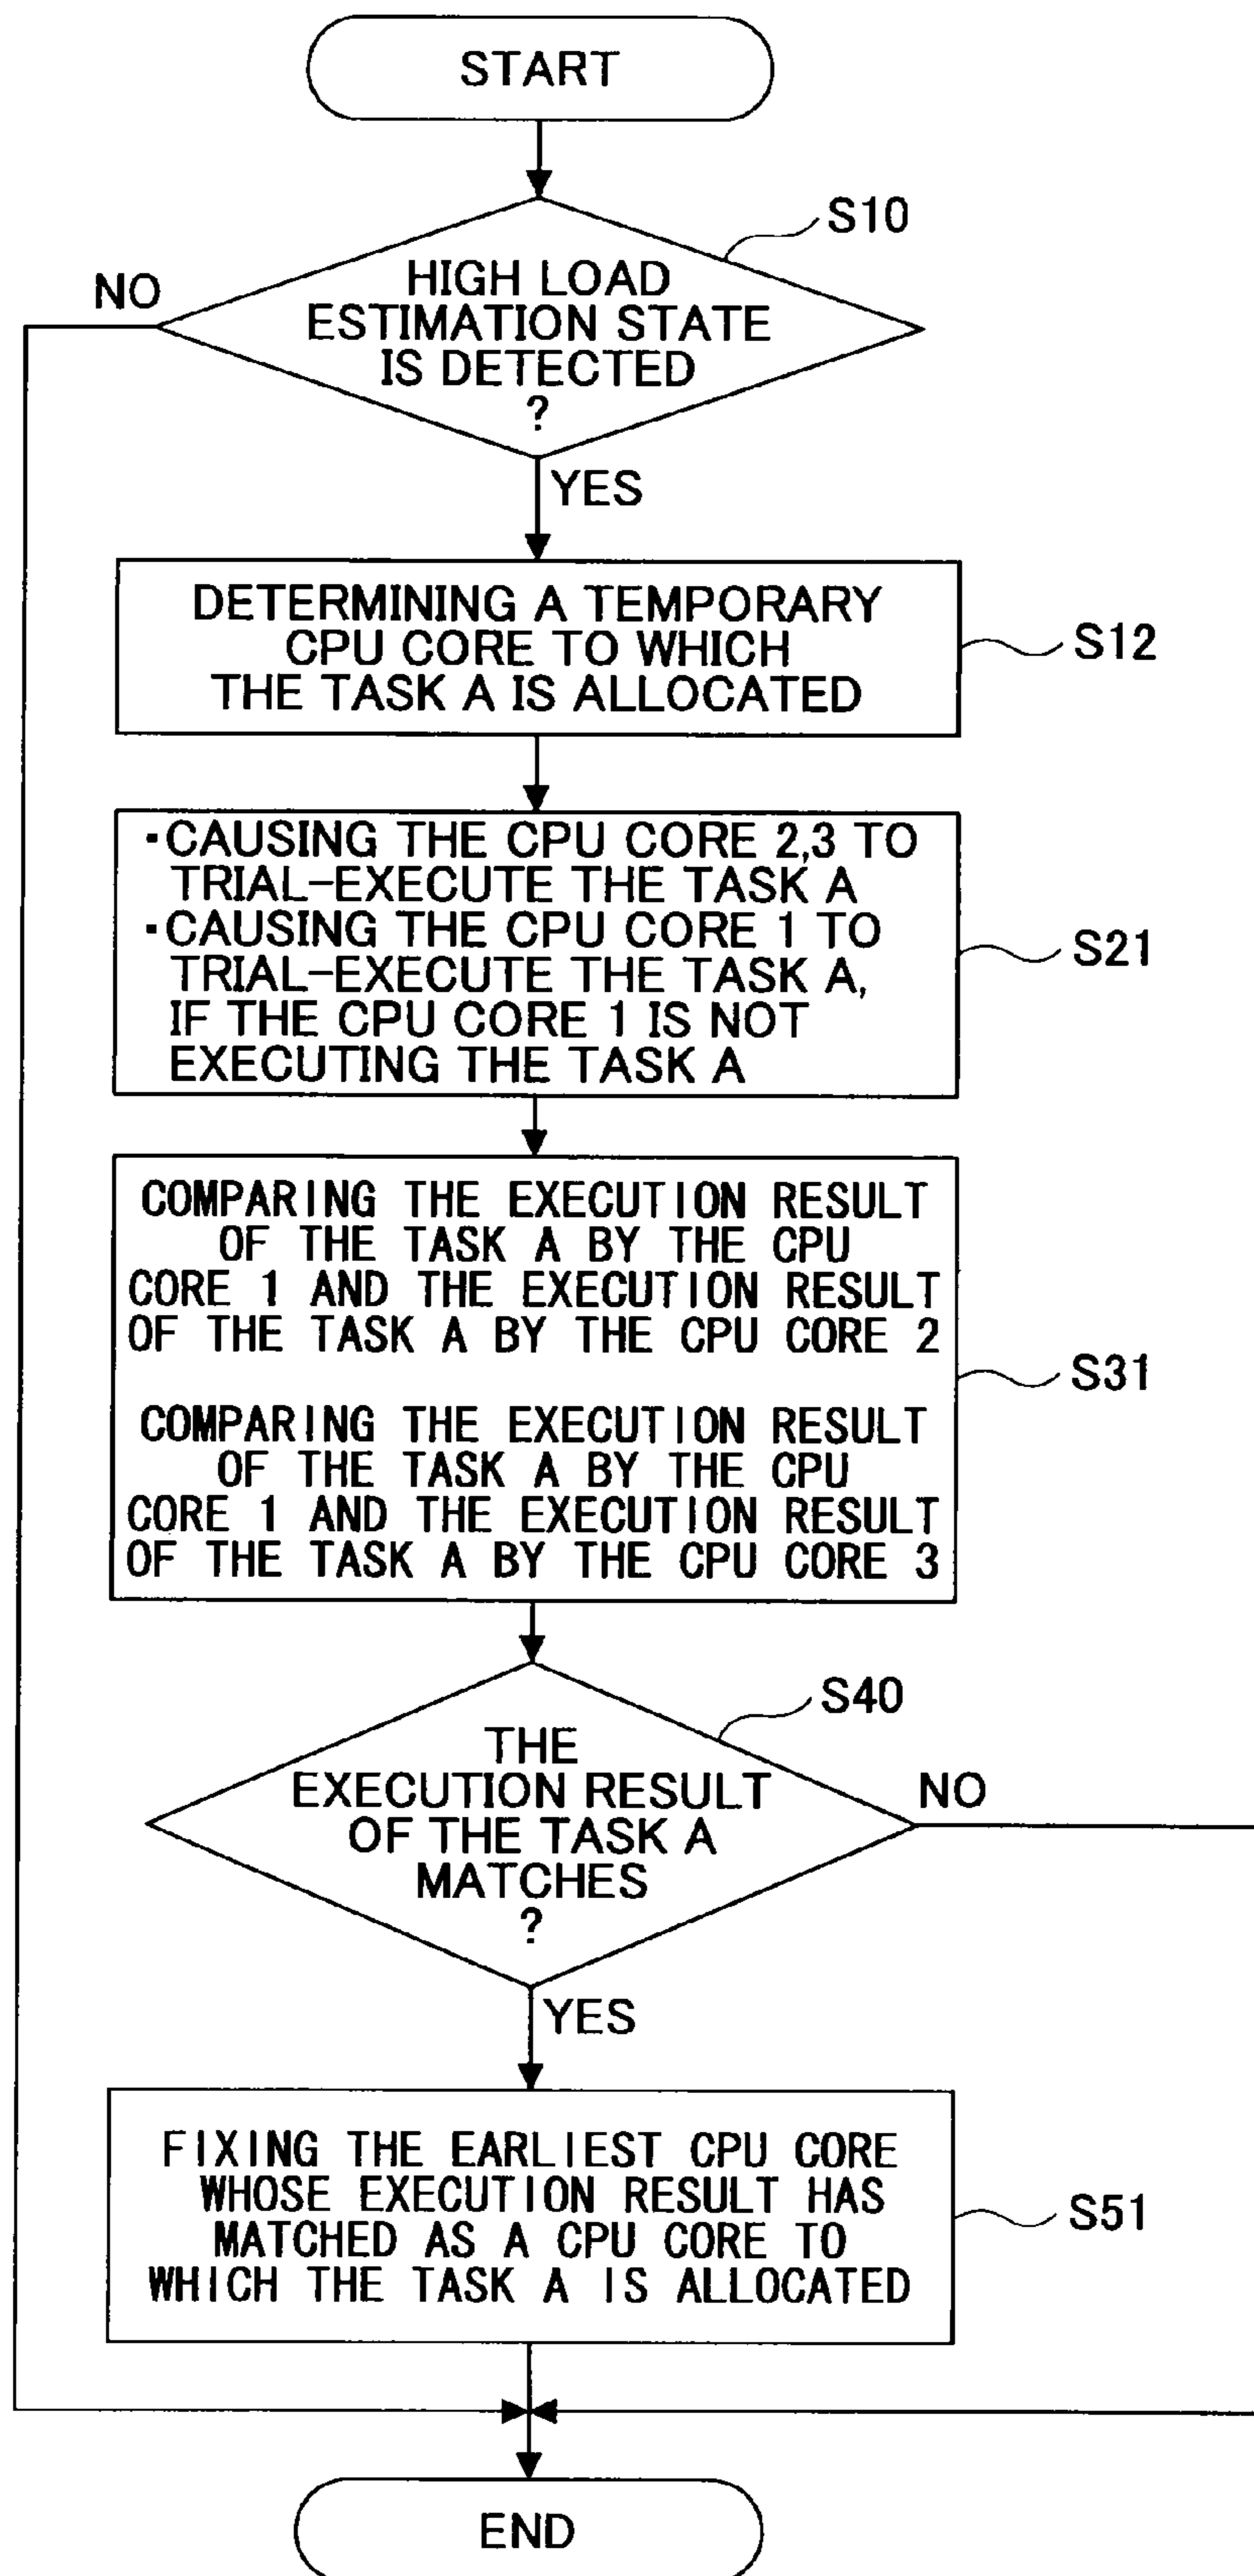 START
S10
NO
HIGH LOAD
ESTIMATION STATE
IS DETECTED
?
YES
DETERMINING A TEMPORARY
CPU CORE TO WHICH
THE TASK A IS ALLOCATED
S12
·CAUSING THE CPU CORE 2,3 TO
TRIAL-EXECUTE THE TASK A
·CAUSING THE CPU CORE 1 TO
TRIAL-EXECUTE THE TASK A,
IF THE CPU CORE 1 IS NOT
EXECUTING THE TASK A
S21
COMPARING THE EXECUTION RESULT
OF THE TASK A BY THE CPU
CORE 1 AND THE EXECUTION RESULT
OF THE TASK A BY THE CPU CORE 2
COMPARING THE EXECUTION RESULT
OF THE TASK A BY THE CPU
CORE 1 AND THE EXECUTION RESULT
OF THE TASK A BY THE CPU CORE 3
S31
S40
THE
EXECUTION RESULT
OF THE TASK A
MATCHES
?
NO
YES
FIXING THE EARLIEST CPU CORE
WHOSE EXECUTION RESULT HAS
MATCHED AS A CPU CORE TO
WHICH THE TASK A IS ALLOCATED
S51
END